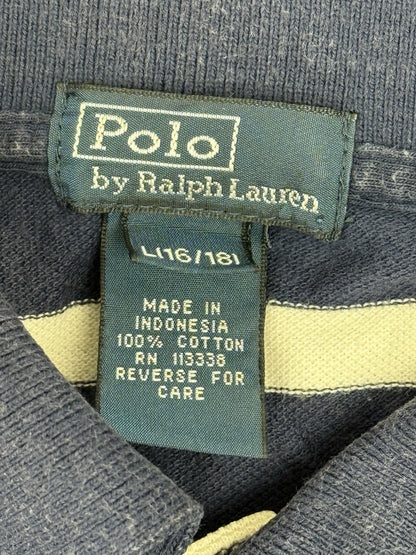 Polo
by Ralph Lauren
L(16/18)
MADE IN
INDONESIA
100% COTTON
RN 113338
REVERSE FOR
CARE